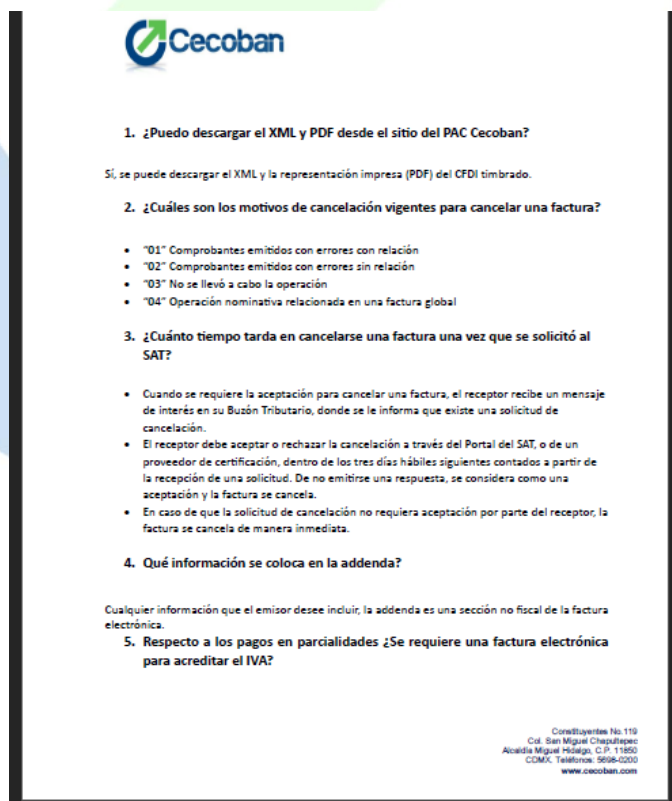 Cecoban
1. ¿Puedo descargar el XML y PDF desde el sitio del PAC Cecoban?
Sí, se puede descargar el XML y la representación impresa (PDF) del CFDI timbrado.
2. ¿Cuáles son los motivos de cancelación vigentes para cancelar una factura?
• “01” Comprobantes emitidos con errores con relación
• “02” Comprobantes emitidos con errores sin relación
• “03” No se llevó a cabo la operación
• “04” Operación nominativa relacionada en una factura global
3. ¿Cuánto tiempo tarda en cancelarse una factura una vez que se solicitó al
SAT?
• Cuando se requiere la aceptación para cancelar una factura, el receptor recibe un mensaje
de interés en su Buzón Tributario, donde se le informa que existe una solicitud de
cancelación.
• El receptor debe aceptar o rechazar la cancelación a través del Portal del SAT, o de un
proveedor de certificación, dentro de los tres días hábiles siguientes contados a partir de
la recepción de una solicitud. De no emitirse una respuesta, se considera como una
aceptación y la factura se cancela.
• En caso de que la solicitud de cancelación no requiera aceptación por parte del receptor, la
factura se cancela de manera inmediata.
4. Qué información se coloca en la addenda?
Cualquier información que el emisor desee incluir, la addenda es una sección no fiscal de la factura
electrónica.
5. Respecto a los pagos en parcialidades ¿Se requiere una factura electrónica
para acreditar el IVA?
Constituyentes No.119
Col. San Miguel Chapultepec
Alcaldía Miguel Hidalgo, C.P. 11850
CDMX. Teléfonos: 5698-0200
www.cecoban.com